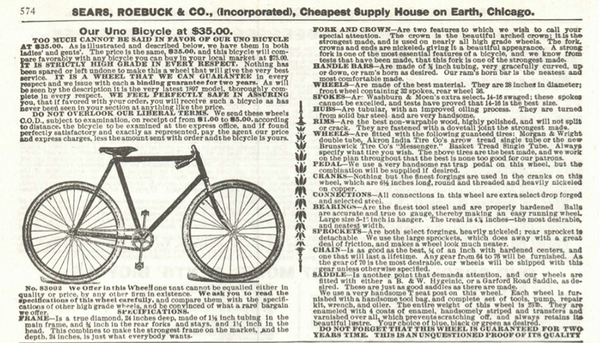 574 SEARS, ROEBUCK & CO., (Incorporated), Cheapest Supply House on Earth, Chicago.
Our Uno Bicycle at $35.00.
TOO MUCH CANNOT BE SAID IN FAVOR OF OUR UNO BICYCLE
AT $35.00. As is illustrated and described below, we have them in both
ladies' and gents'. The price is the same, $35.00, and this bicycle will com-
pare favorably with any bicycle you can buy in your local market at $75.00.
IT IS STRICTLY HIGH GRADE IN EVERY RESPECT. Nothing has
been spared or left undone to make this a wheel that will give the very best
service. IT IS A WHEEL THAT WE CAN GUARANTEE in every
respect and we issue with each a binding guarantee for two years. As will
be seen by the description it is the very latest 1897 model, thoroughly com-
plete in every respect. WE FEEL PERFECTLY SAFE IN ASSURING
you, that if favored with your order, you will receive such a bicycle as has
never been seen in your section at anything like the price.
DO NOT OVERLOOK OUR LIBERAL TERMS. We send these wheels
C.O.D., subject to examination, on receipt of from $1.00 to $5.00, according
to distance, the wheel to be examined at the express office, and if found
perfectly satisfactory and exactly as represented, pay the agent our price
and express charges, less the amount sent with order and the bicycle is yours.
No. 83002 We Offer in this Wheel one that cannot be equalled either in
quality or price, by any other firm in existence. We ask you to read the
specifications of this wheel carefully, and compare them with the specifi-
cations of other high grade wheels, and be convinced of what a rare bargain
we offer. SPECIFICATIONS.
FRAME—Is a true diamond, 24 inches deep, made of 1⅛ inch tubing in the
main frame, and ¾ inch in the rear forks and stays, and 1¼ inch in the
head. This combines to make the strongest frame on the market, and the
depth, 24 inches, is just what everybody wants.
FORK AND CROWN—Are two features to which we wish to call your
special attention. The crown is the beautiful arched crown; it is the
strongest made, and is used on nearly all high grade wheels. The fork,
crowns and ends are nickeled, giving it a beautiful appearance. A strong
fork is one of the most essential features of a bicycle, and we know from
tests that have been made, that this fork is one of the strongest made.
HANDLE BARS—Are made of ⅞ inch tubing, very gracefully curved, up
or down, or ram's horn as desired. Our ram's horn bar is the neatest and
most comfortable made.
WHEELS—Are made of the best material. They are 28 inches in diameter;
front wheel containing 32 spokes, rear wheel 36.
SPOKES—Are Washburn & Moen's extra select, 14-16 swaged; these spokes
cannot be excelled, and tests have proved that 14-16 is the best size.
HUBS—Are tubular, with an improved oiling process. They are turned
from solid bar steel, and are very handsome.
RIMS—Are the best non-warpable wood, highly polished, and will not split
or crack. They are fastened with a dovetail joint the strongest made.
WHEELS—Are fitted with the following guaranteed tires: Morgan & Wright
double tube, Akron, India Tire Co's single tube, or the new
Brunswick Tire Co's "Messenger," Basket Tread Single Tube. Always
specify what tire you wish. The above tires are the best made, and we work
on the plan throughout that the best is none too good for our patrons.
PEDAL—We use a very handsome rat trap pedal on this wheel, but the
combination will be supplied if desired.
CRANKS—Nothing but the finest forgings are used in the cranks on this
wheel, which are 6½ inches long, round and threaded and heavily nickeled
on copper.
CONNECTIONS—All connections in this wheel are extra select drop forged
and selected steel.
BEARINGS—Are the finest tool steel and are properly hardened. Balls
are accurate and true to gauge, thereby making an easy running wheel.
Large size 5-16 inch in hanger. The tread is 4⅞ inches—the most desirable,
and neatest width.
SPROCKETS—Are forth select forgings, heavily nickeled; rear sprocket is
detachable. We use the large sprockets, which does away with a great
deal of friction, and makes a wheel look much neater.
CHAIN—Is as good as the best, ¼ of an inch with hardened centers, and
one that will last a lifetime. Any gear from 64 to 76 will be furnished. As
the gear of 70 is the most desirable, our wheels will be shipped with this
gear unless otherwise specified.
SADDLE—Is another point that demands attention, and our wheels are
fitted with either a B. & W. Hygienic, or a Garford Road Saddle, as de-
sired. These are just as good saddles as there are made.
We use a very handsome T seat post on this wheel. Each wheel is fur-
nished with a handsome tool bag, and complete set of tools, pump, repair
kit, wrench, and oiler. The entire weight of this wheel is 25 lbs. They are
enameled with 4 coats of enamel, handsomely striped and transfers and
varnished over all, which prevents scratching off, and always retains its
beautiful lustre. Your choice of blue, black or green as desired.
DO NOT FORGET THAT THIS WHEEL IS GUARANTEED FOR TWO
YEARS TIME. THIS IS AN UNQUESTIONED PROOF OF ITS QUALITY